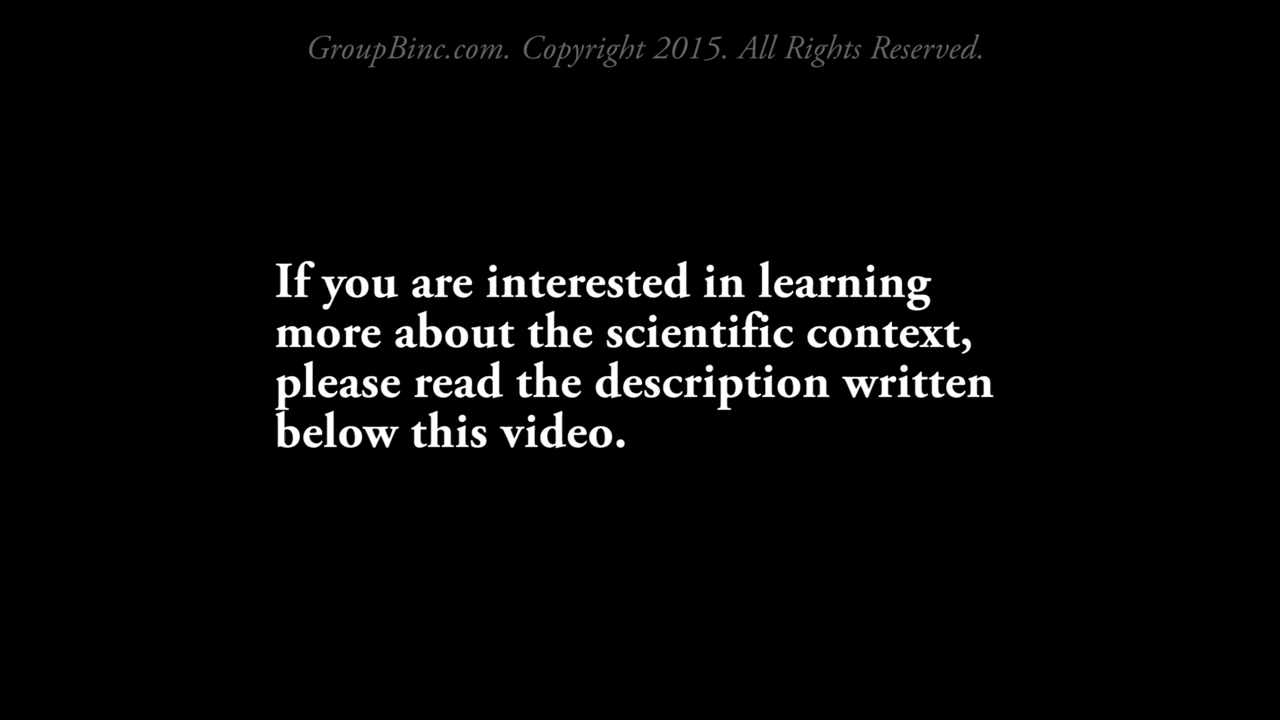 GroupBinc.com. Copyright 2015. All Rights Reserved.
If you are interested in learning
more about the scientific context,
please read the description written
below this video.